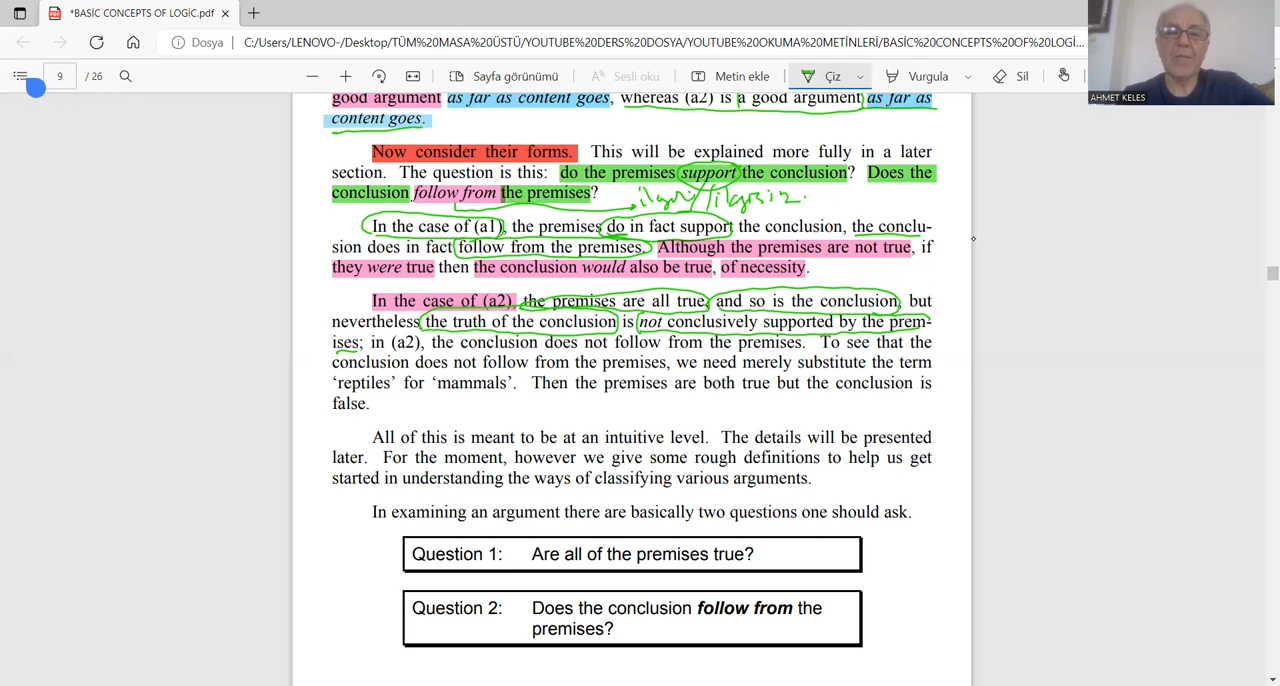 *BASİC CONCEPTS OF LOGİC.pdf
Dosya
C:/Users/LENOVO-/Desktop/TÜM%20MASA%20ÜSTÜ/YOUTUBE%20DERS%20DOSYA/YOUTUBE%20OKUMA%20METİNLERİ/BASİC%20CONCEPTS%20OF%20LOGİ...
9 / 26
Sayfa görünümü
Sesli oku
Metin ekle
Çiz
Vurgula
Sil
AHMET KELES
good argument as far as content goes, whereas (a2) is a good argument as far as
content goes.
Now consider their forms. This will be explained more fully in a later
section. The question is this: do the premises support the conclusion? Does the
conclusion follow from the premises?
ilgili / ilgisiz.
In the case of (a1), the premises do in fact support the conclusion, the conclu-
sion does in fact follow from the premises. Although the premises are not true, if
they were true then the conclusion would also be true, of necessity.
In the case of (a2), the premises are all true, and so is the conclusion, but
nevertheless the truth of the conclusion is not conclusively supported by the prem-
ises; in (a2), the conclusion does not follow from the premises. To see that the
conclusion does not follow from the premises, we need merely substitute the term
‘reptiles’ for ‘mammals’. Then the premises are both true but the conclusion is
false.
All of this is meant to be at an intuitive level. The details will be presented
later. For the moment, however we give some rough definitions to help us get
started in understanding the ways of classifying various arguments.
In examining an argument there are basically two questions one should ask.
Question 1: Are all of the premises true?
Question 2: Does the conclusion follow from the
premises?